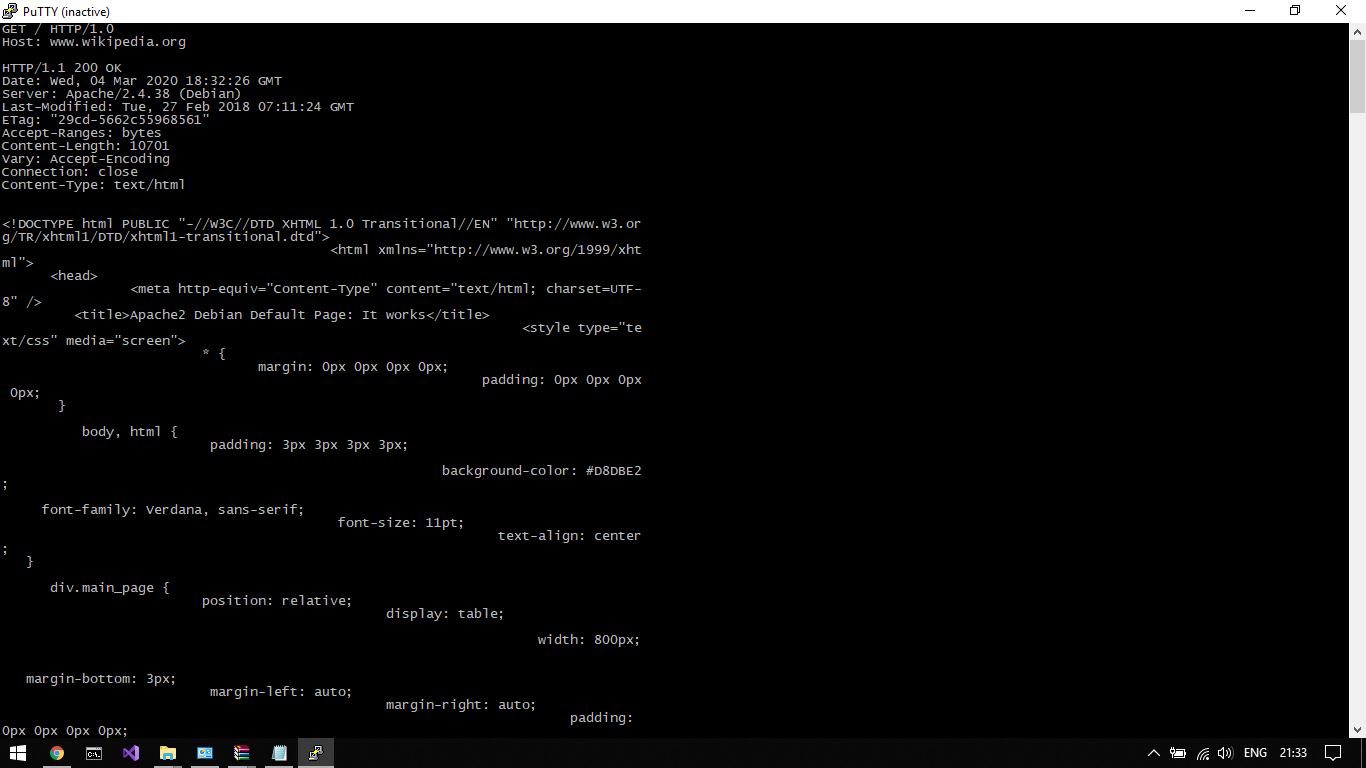 PuTTY (inactive)
GET / HTTP/1.0
Host: www.wikipedia.org
HTTP/1.1 200 OK
Date: Wed, 04 Mar 2020 18:32:26 GMT
Server: Apache/2.4.38 (Debian)
Last-Modified: Tue, 27 Feb 2018 07:11:24 GMT
ETag: "29cd-5662c55968561"
Accept-Ranges: bytes
Content-Length: 10701
Vary: Accept-Encoding
Connection: close
Content-Type: text/html
<!DOCTYPE html PUBLIC "-//W3C//DTD XHTML 1.0 Transitional//EN" "http://www.w3.or
g/TR/xhtml1/DTD/xhtml1-transitional.dtd">
<html xmlns="http://www.w3.org/1999/xht
ml">
<head>
<meta http-equiv="Content-Type" content="text/html; charset=UTF-
8" />
<title>Apache2 Debian Default Page: It works</title>
<style type="te
xt/css" media="screen">
* {
margin: 0px 0px 0px 0px;
padding: 0px 0px 0px
0px;
}
body, html {
padding: 3px 3px 3px 3px;
background-color: #D8DBE2
;
font-family: Verdana, sans-serif;
font-size: 11pt;
text-align: center
;
}
div.main_page {
position: relative;
display: table;
width: 800px;
margin-bottom: 3px;
margin-left: auto;
margin-right: auto;
padding:
0px 0px 0px 0px;
ENG 21:33